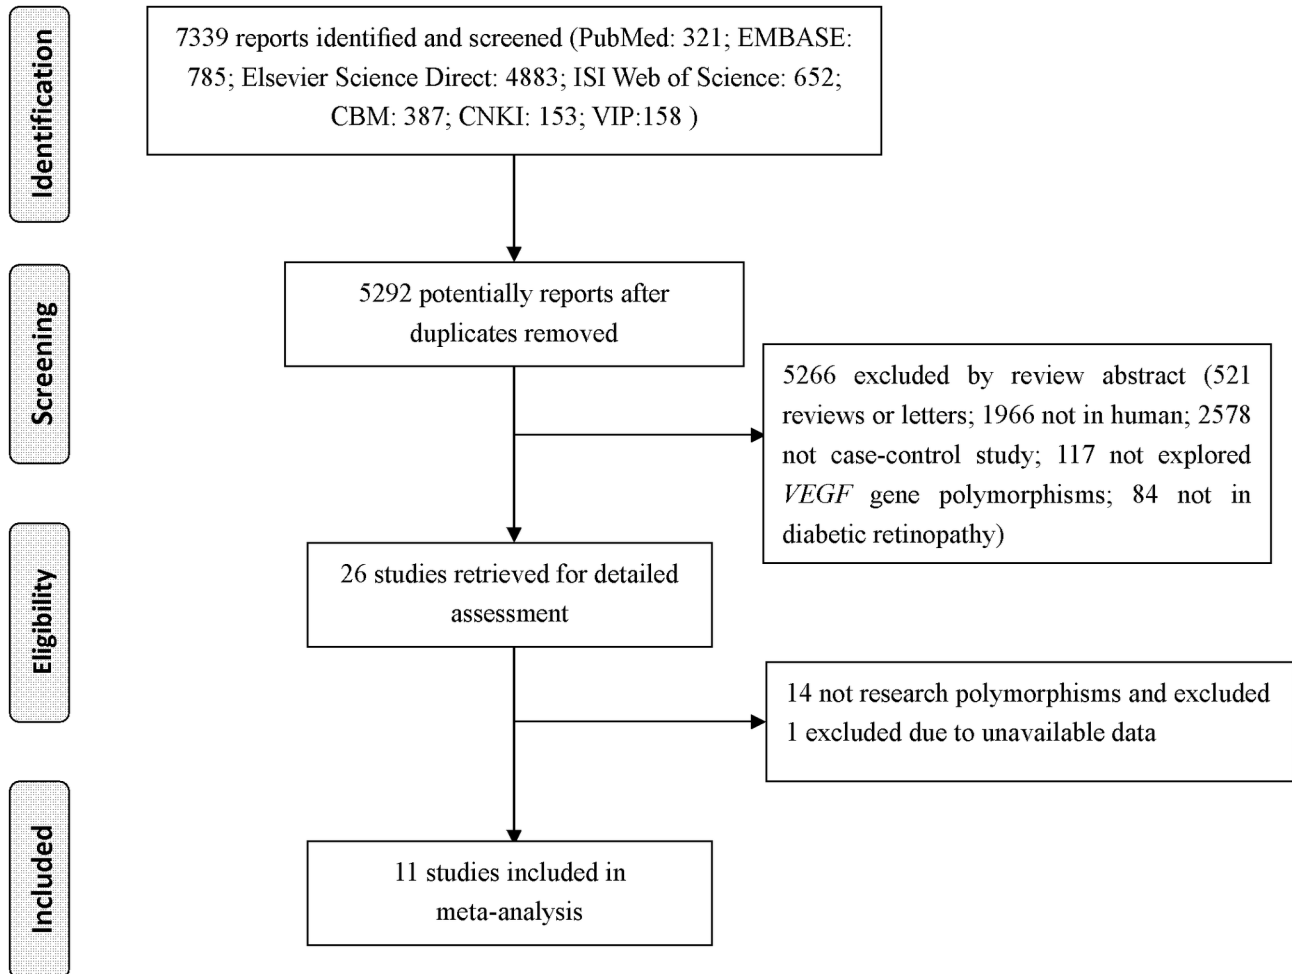 Identification
7339 reports identified and screened (PubMed: 321; EMBASE:
785; Elsevier Science Direct: 4883; ISI Web of Science: 652;
CBM: 387; CNKI: 153; VIP:158 )
Screening
5292 potentially reports after
duplicates removed
5266 excluded by review abstract (521
reviews or letters; 1966 not in human; 2578
not case-control study; 117 not explored
VEGF gene polymorphisms; 84 not in
diabetic retinopathy)
Eligibility
26 studies retrieved for detailed
assessment
14 not research polymorphisms and excluded
1 excluded due to unavailable data
Included
11 studies included in
meta-analysis